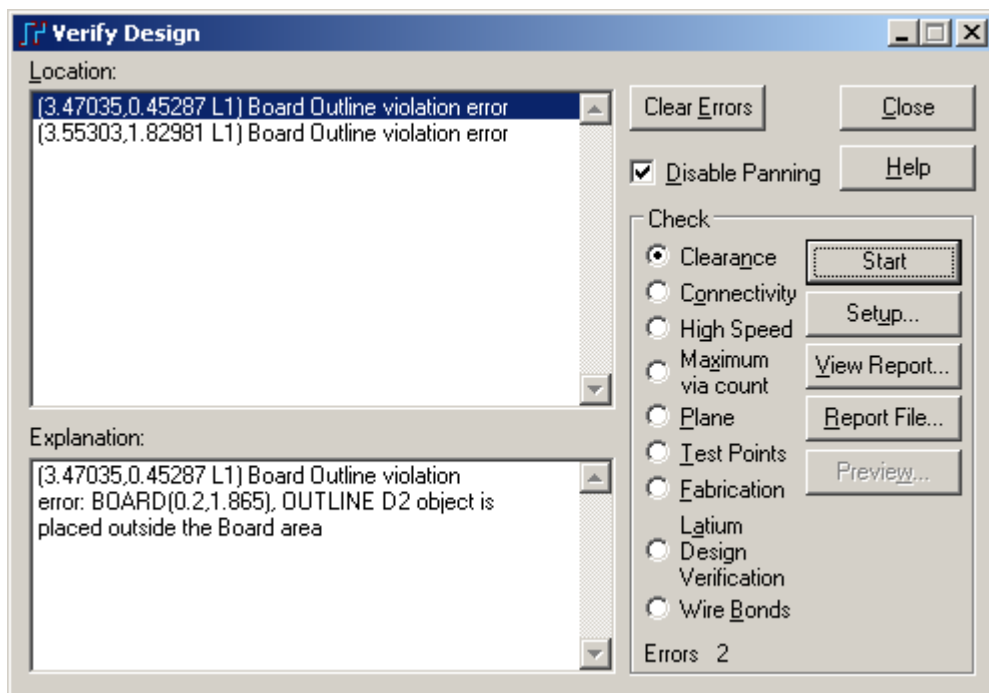 Verify Design
Location:
(3.47035,0.45287 L1) Board Outline violation error
(3.55303,1.82981 L1) Board Outline violation error
Explanation:
(3.47035,0.45287 L1) Board Outline violation
error: BOARD(0.2,1.865), OUTLINE D2 object is
placed outside the Board area
Clear Errors
Close
Disable Panning
Help
Check
Clearance
Start
Connectivity
Setup...
High Speed
Maximum
via count
View Report...
Plane
Report File...
Test Points
Preview...
Fabrication
Latium
Design
Verification
Wire Bonds
Errors 2